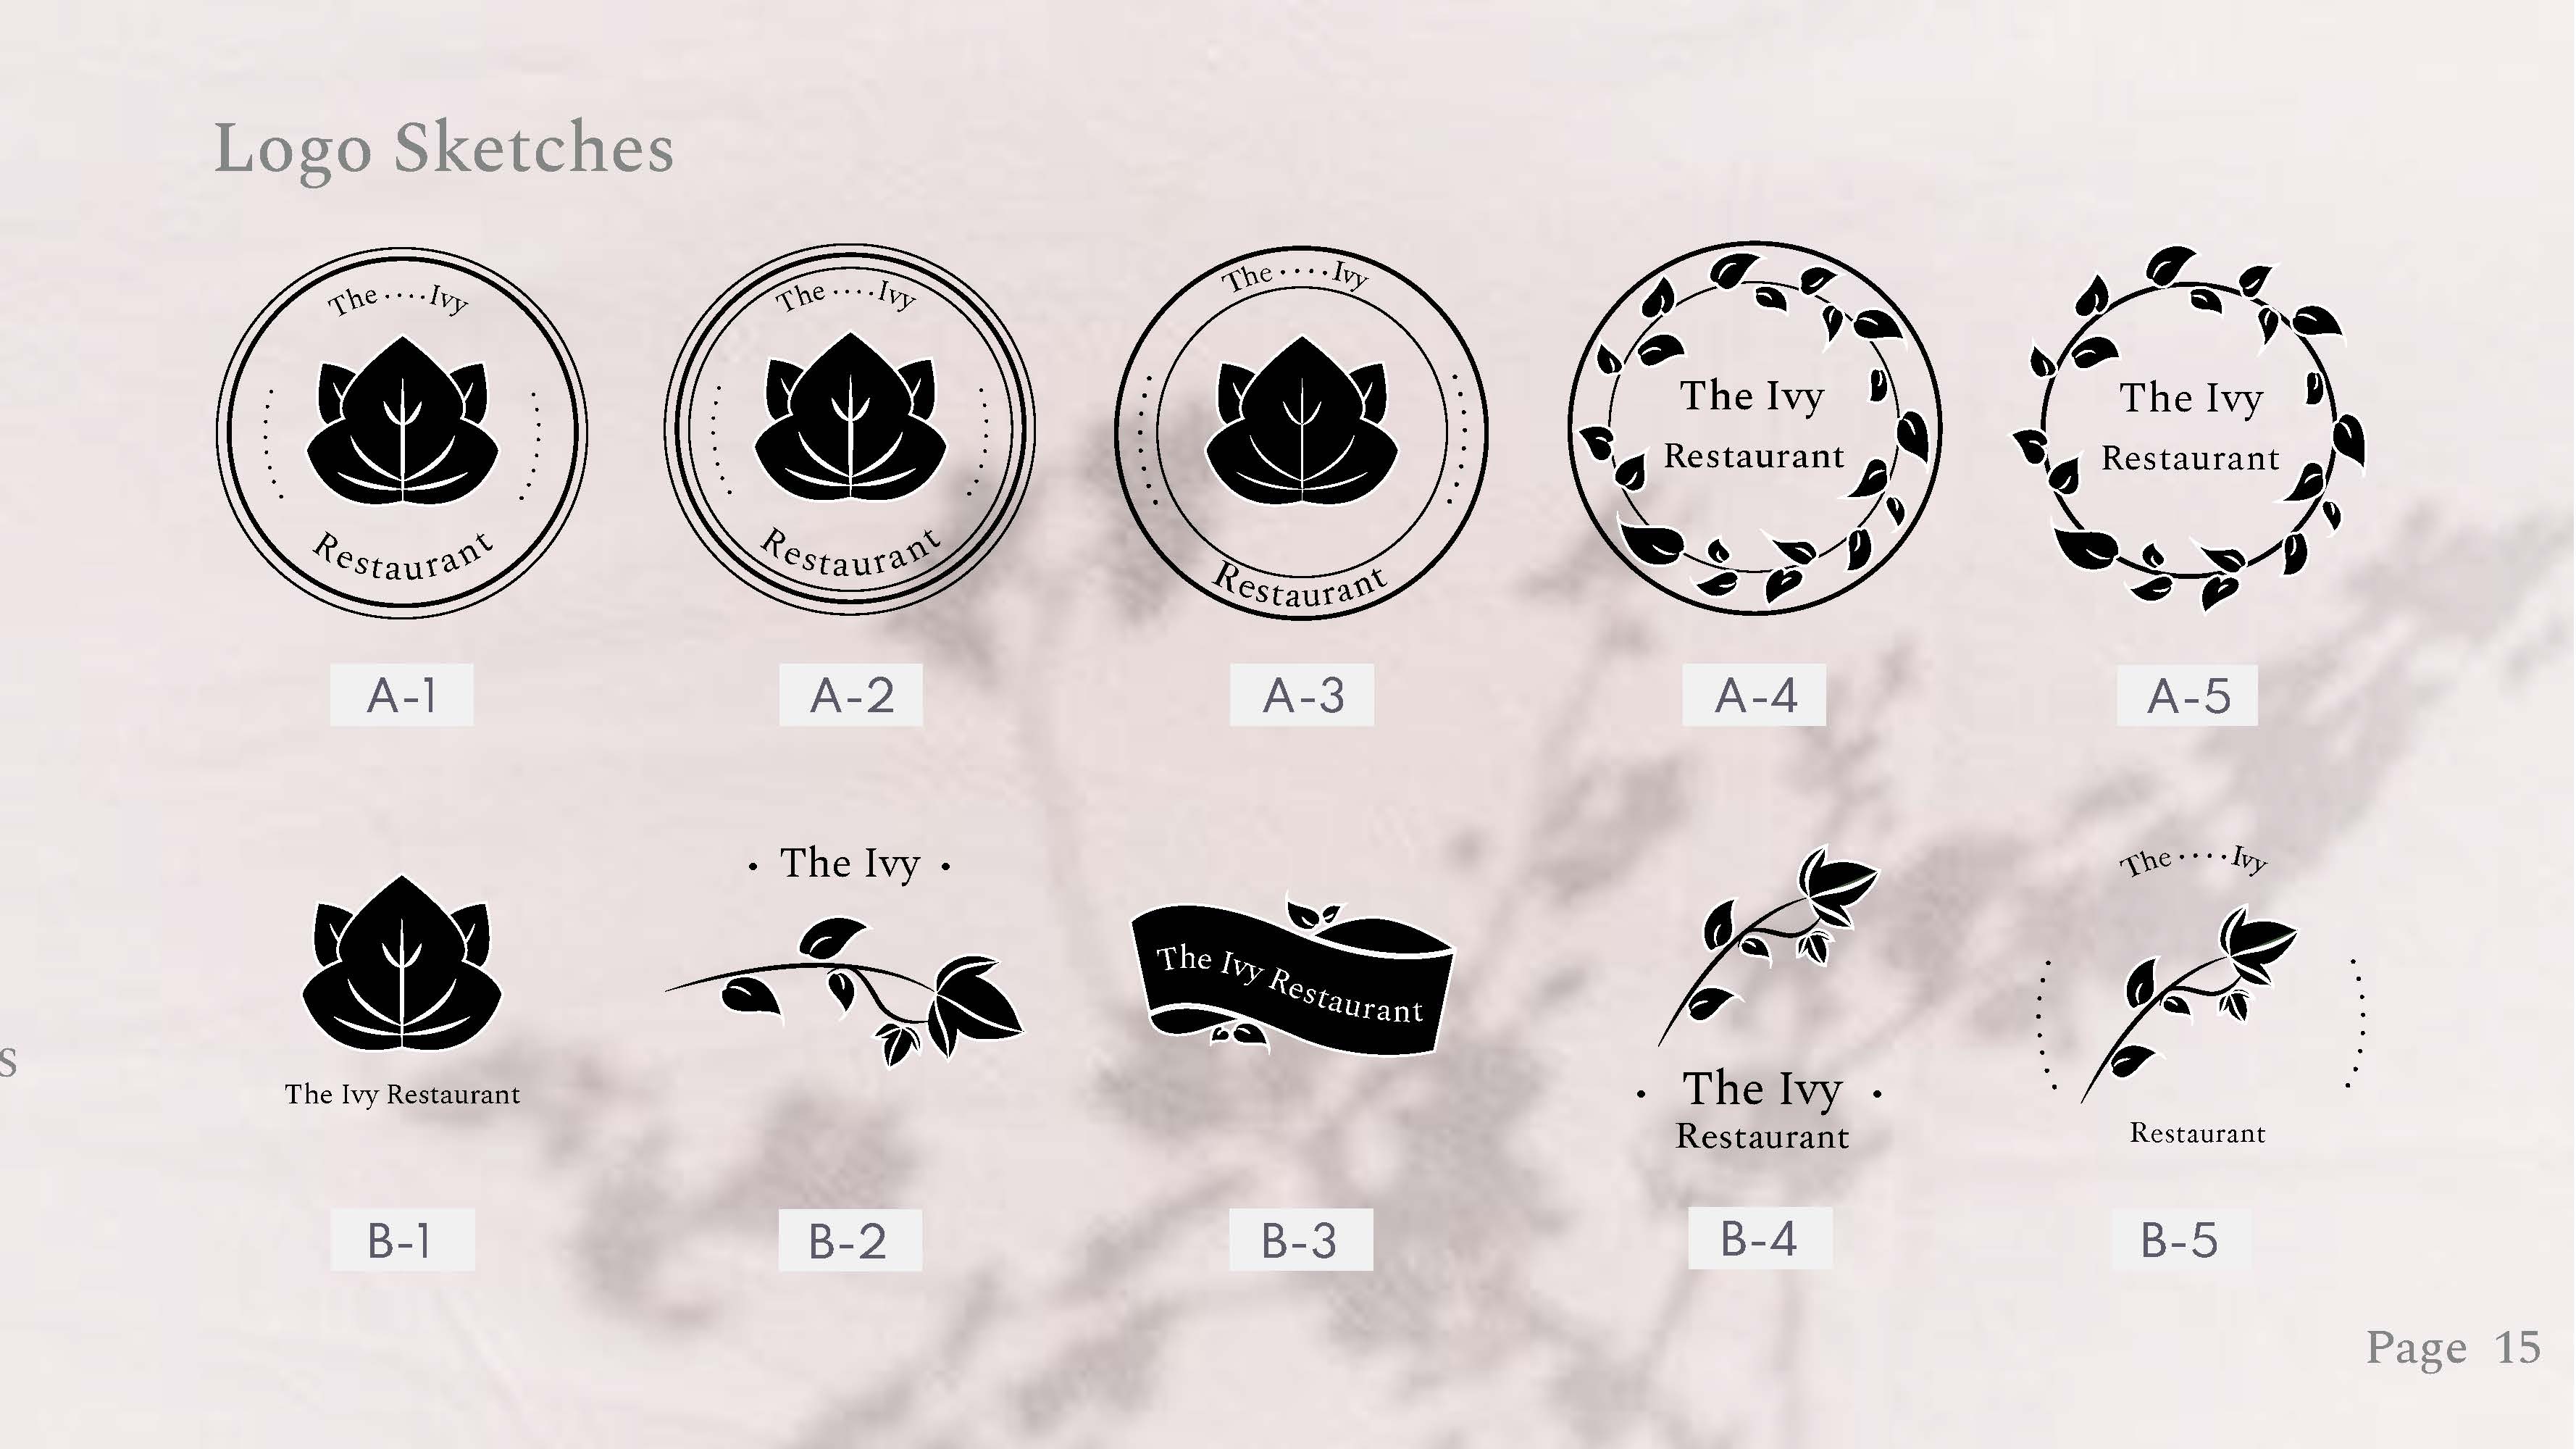 Logo Sketches
The ···· Ivy
Restaurant
The ···· Ivy
Restaurant
The ···· Ivy
Restaurant
The Ivy
Restaurant
The Ivy
Restaurant
A-1
A-2
A-3
A-4
A-5
The Ivy Restaurant
· The Ivy ·
The Ivy Restaurant
· The Ivy ·
Restaurant
The ···· Ivy
Restaurant
s
B-1
B-2
B-3
B-4
B-5
Page 15